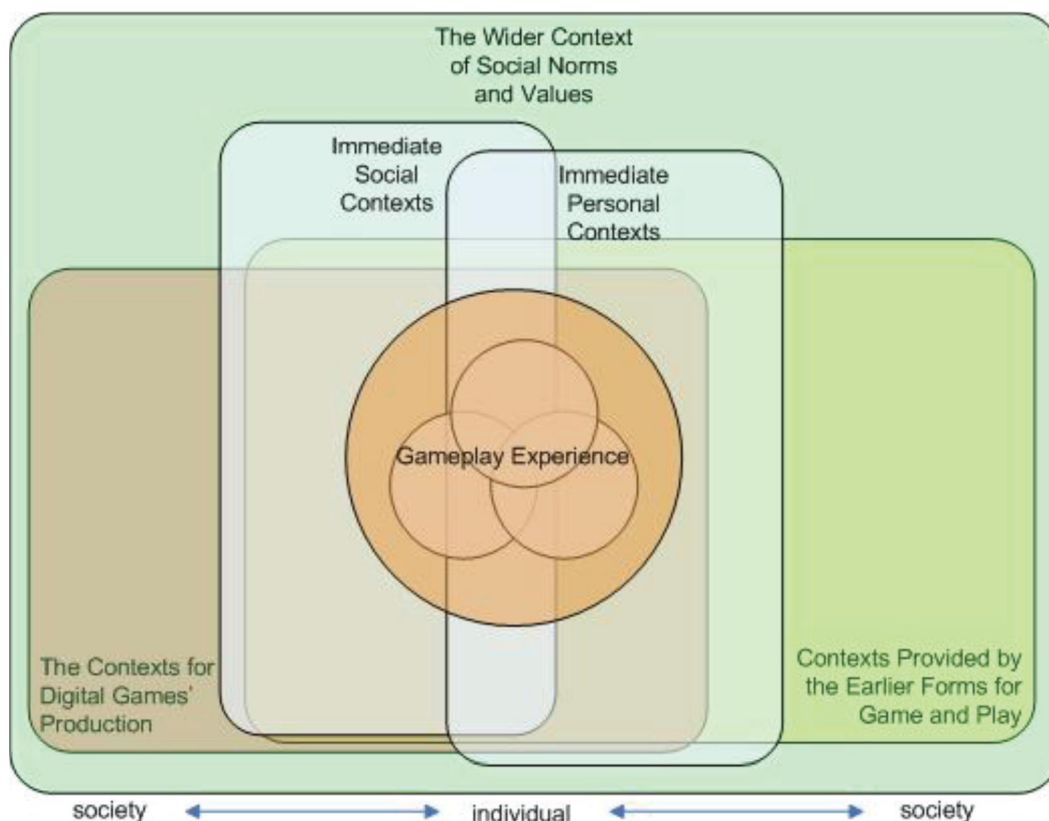 The Wider Context
of Social Norms
and Values
Immediate
Social
Contexts
Immediate
Personal
Contexts
Gameplay Experience
The Contexts for
Digital Games'
Production
Contexts Provided by
the Earlier Forms for
Game and Play
society
individual
society